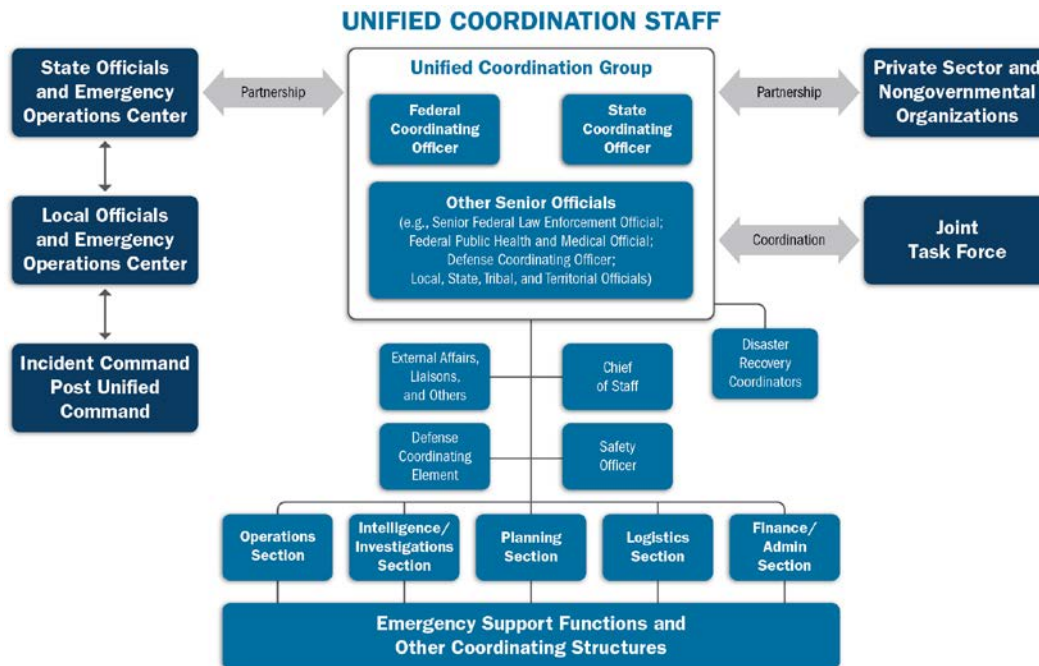 UNIFIED COORDINATION STAFF
State Officials
and Emergency
Operations Center
Partnership
Unified Coordination Group
Federal
Coordinating
Officer
State
Coordinating
Officer
Partnership
Private Sector and
Nongovernmental
Organizations
Other Senior Officials
(e.g., Senior Federal Law Enforcement Official;
Federal Public Health and Medical Official;
Defense Coordinating Officer;
Local, State, Tribal, and Territorial Officials)
Local Officials
and Emergency
Operations Center
Coordination
Joint
Task Force
Incident Command
Post Unified
Command
External Affairs,
Liaisons,
and Others
Chief
of Staff
Disaster
Recovery
Coordinators
Defense
Coordinating
Element
Safety
Officer
Operations
Section
Intelligence/
Investigations
Section
Planning
Section
Logistics
Section
Finance/
Admin
Section
Emergency Support Functions and
Other Coordinating Structures